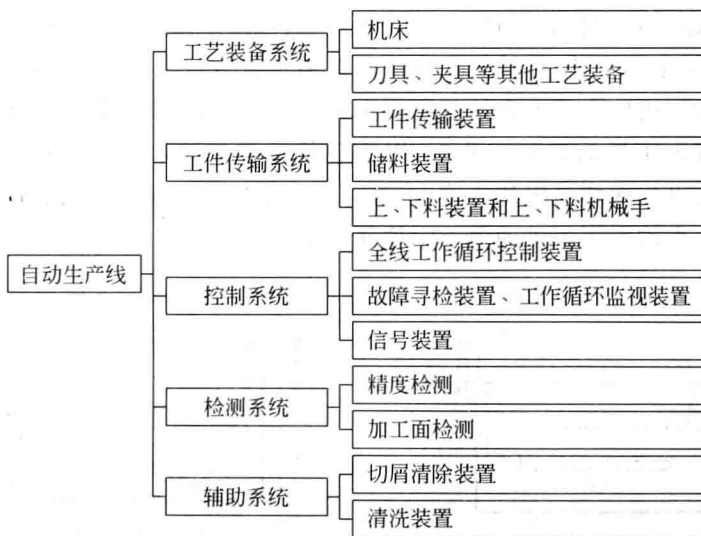 自动生产线
工艺装备系统
机床
刀具、夹具等其他工艺装备
工件传输系统
工件传输装置
储料装置
上、下料装置和上、下料机械手
控制系统
全线工作循环控制装置
故障寻检装置、工作循环监视装置
信号装置
检测系统
精度检测
加工面检测
辅助系统
切屑清除装置
清洗装置